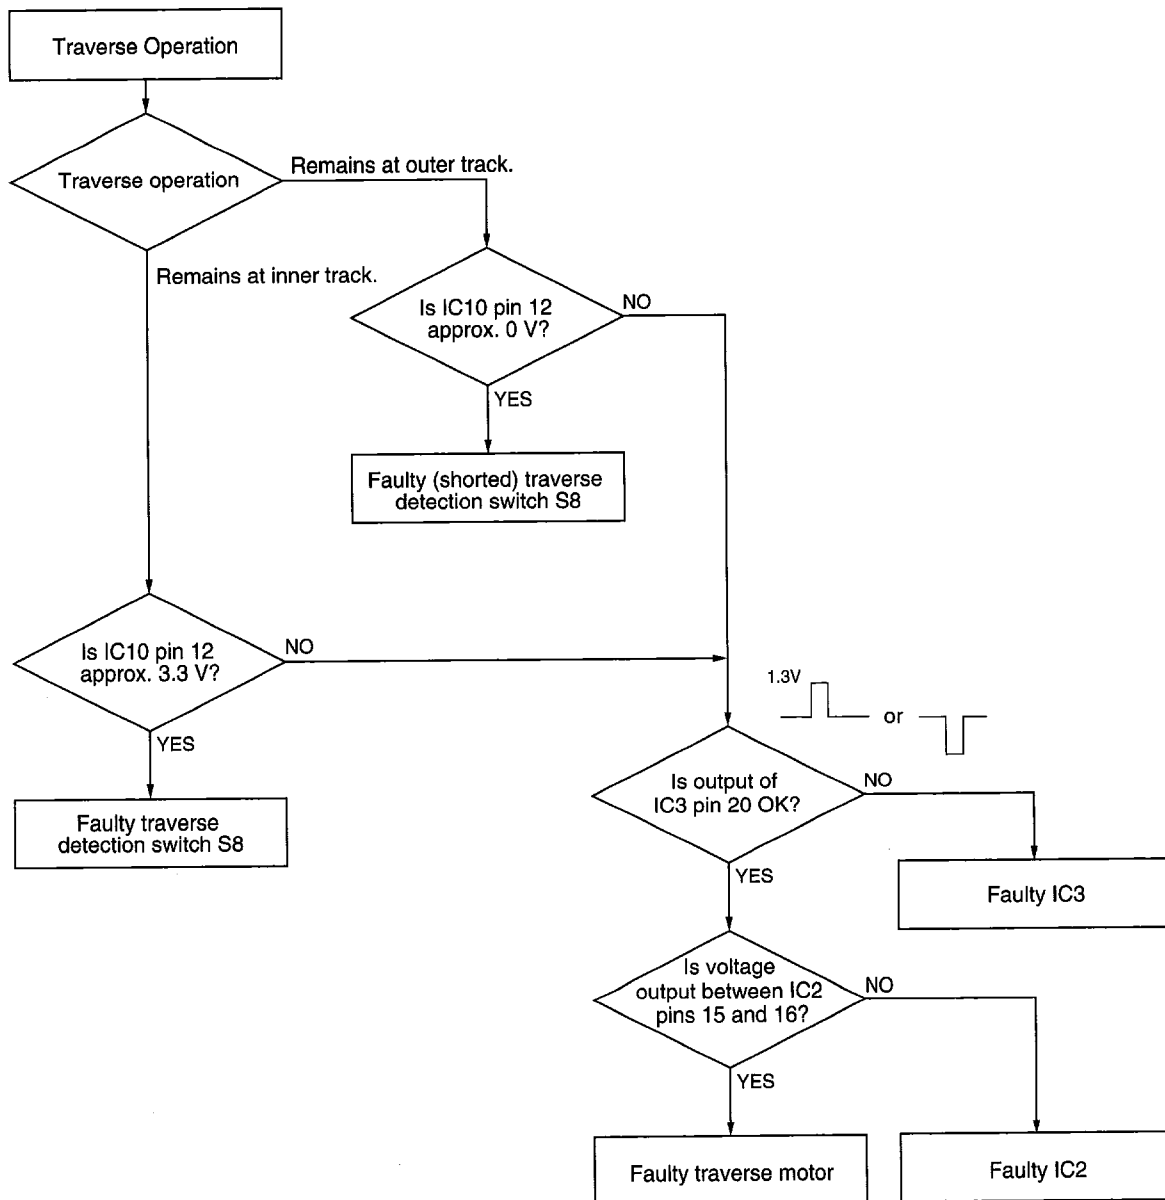 Traverse Operation
Traverse operation
Remains at outer track.
Remains at inner track.
Is IC10 pin 12
approx. 0 V?
NO
YES
Faulty (shorted) traverse
detection switch S8
Is IC10 pin 12
approx. 3.3 V?
NO
YES
Faulty traverse
detection switch S8
1.3V
or
Is output of
IC3 pin 20 OK?
NO
YES
Faulty IC3
Is voltage
output between IC2
pins 15 and 16?
NO
YES
Faulty traverse motor
Faulty IC2